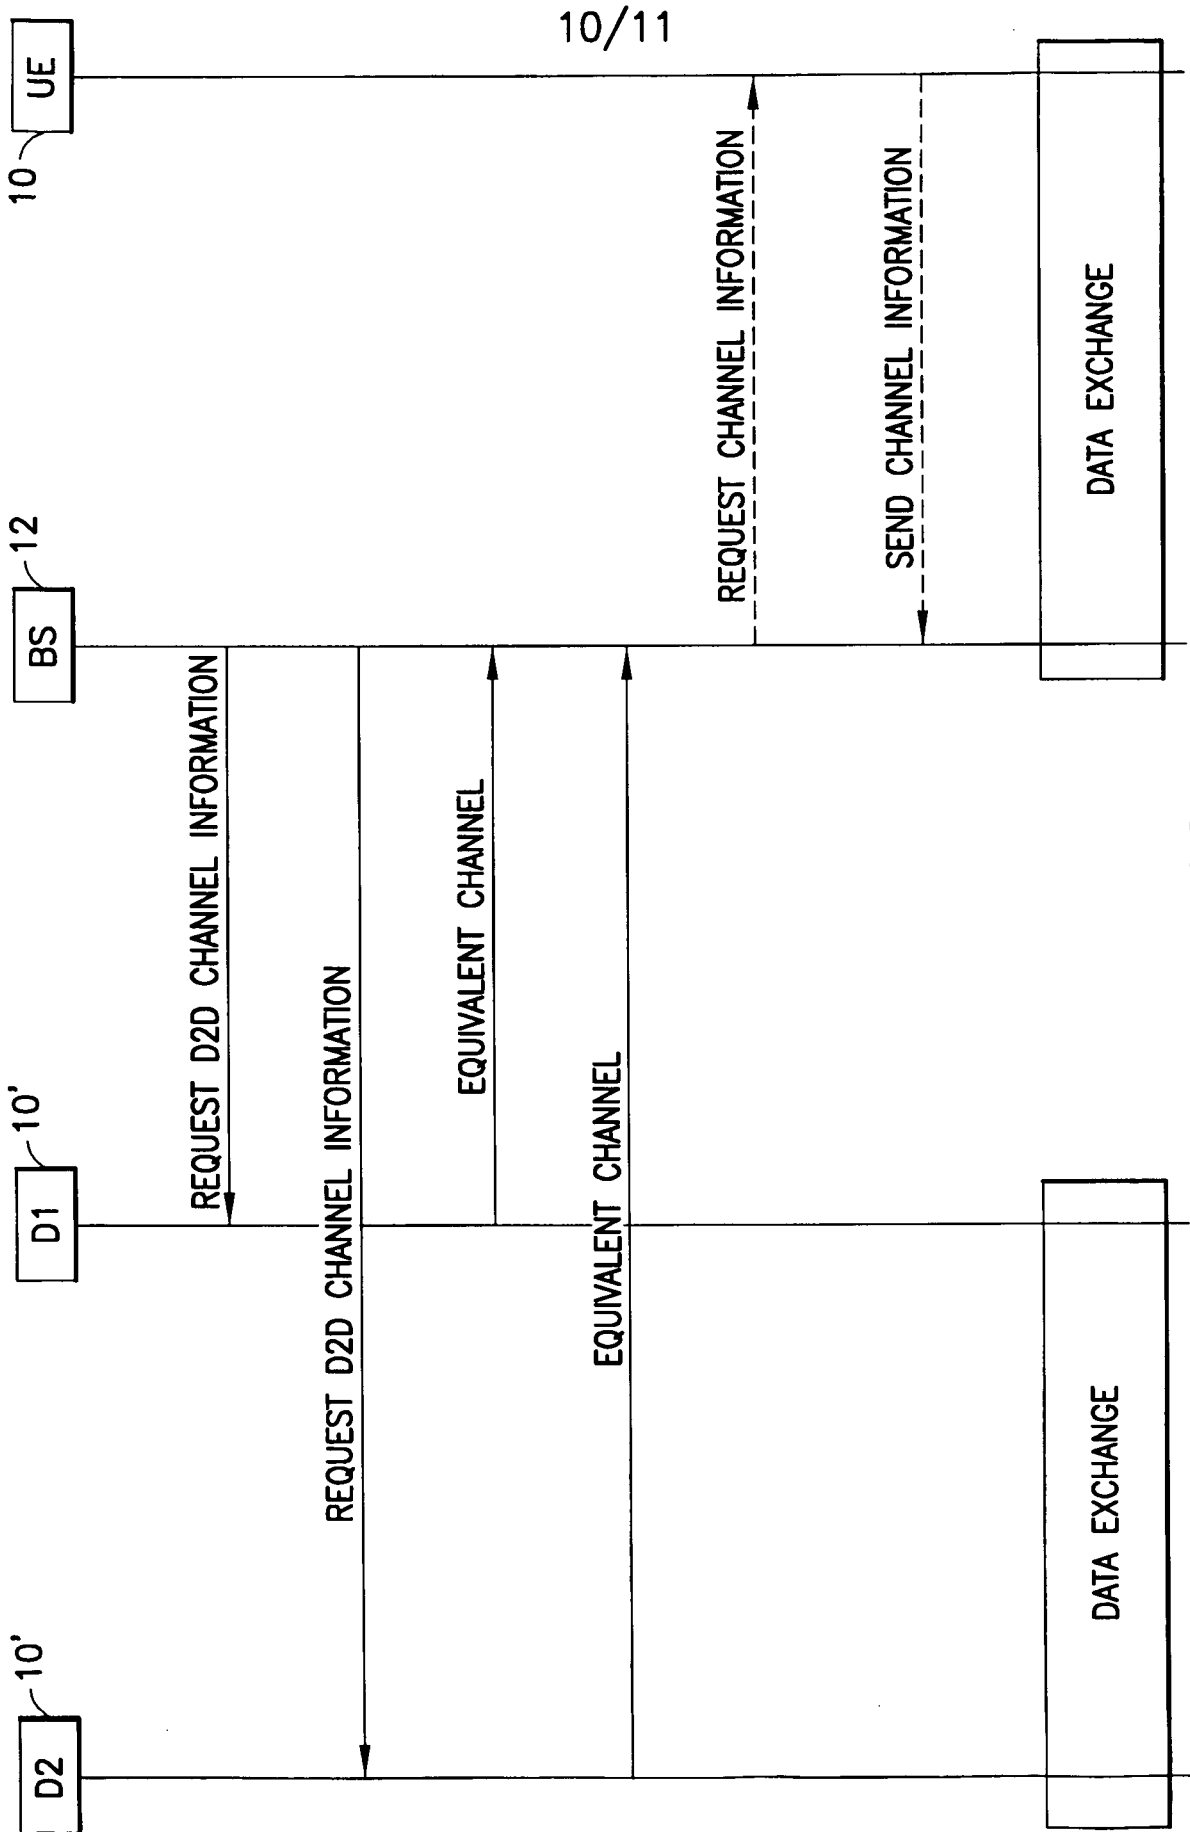 10/11
D2
10'
D1
10'
BS
12
UE
10
REQUEST D2D CHANNEL INFORMATION
REQUEST D2D CHANNEL INFORMATION
EQUIVALENT CHANNEL
EQUIVALENT CHANNEL
REQUEST CHANNEL INFORMATION
SEND CHANNEL INFORMATION
DATA EXCHANGE
DATA EXCHANGE